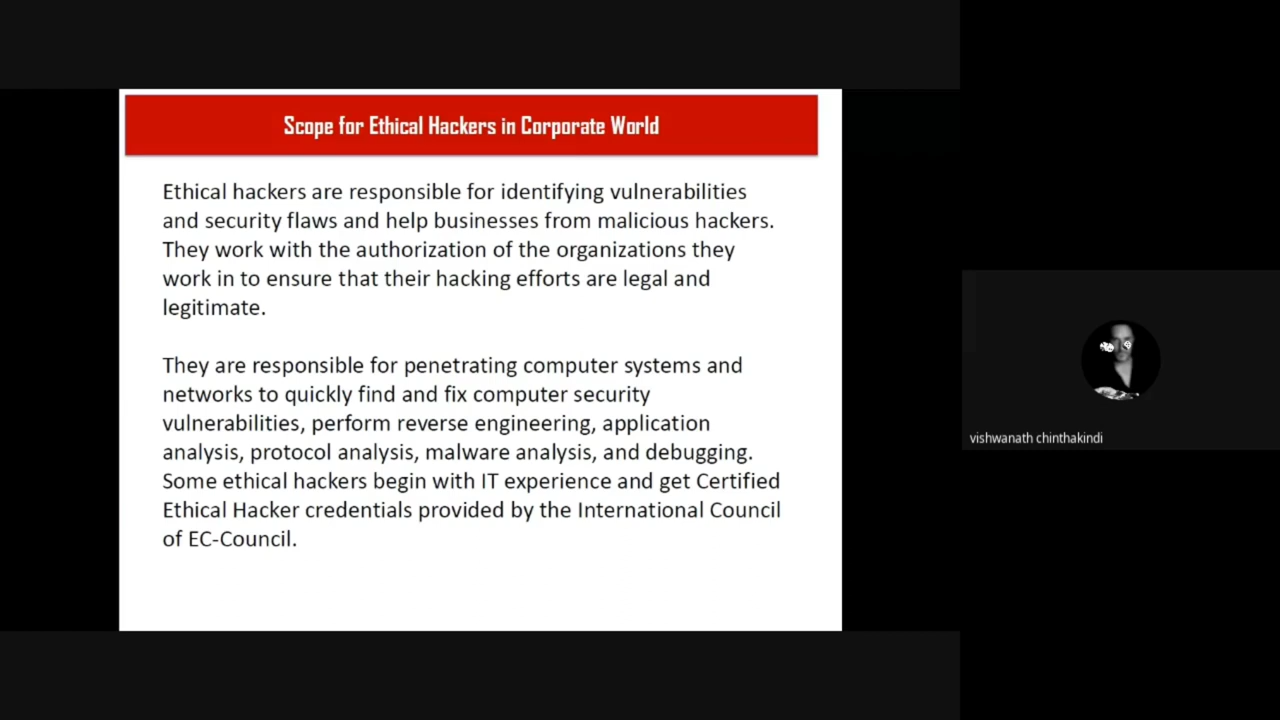 Scope for Ethical Hackers in Corporate World
Ethical hackers are responsible for identifying vulnerabilities
and security flaws and help businesses from malicious hackers.
They work with the authorization of the organizations they
work in to ensure that their hacking efforts are legal and
legitimate.
They are responsible for penetrating computer systems and
networks to quickly find and fix computer security
vulnerabilities, perform reverse engineering, application
analysis, protocol analysis, malware analysis, and debugging.
Some ethical hackers begin with IT experience and get Certified
Ethical Hacker credentials provided by the International Council
of EC-Council.
vishwanath chinthakindi